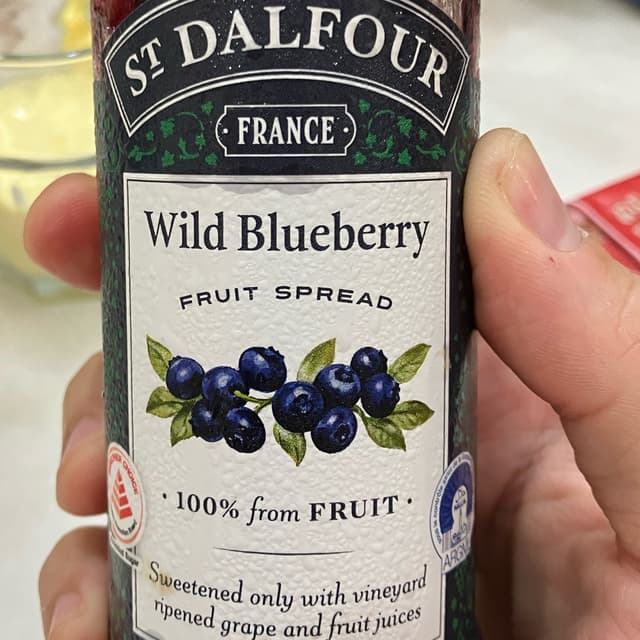 ST DALFOUR
FRANCE
Wild Blueberry
FRUIT SPREAD
100% from FRUIT
Sweetened only with vineyard
ripened grape and fruit juices